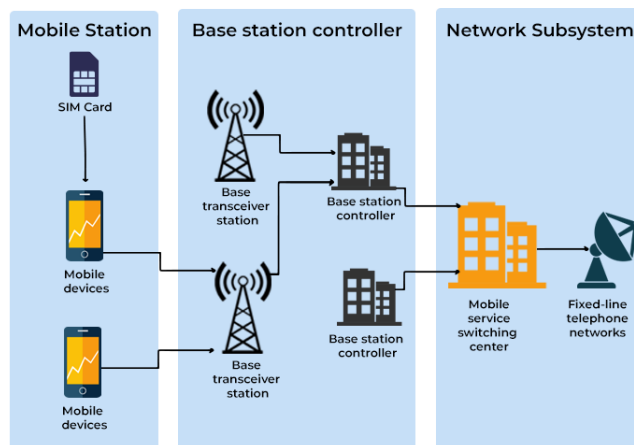 Mobile Station
Base station controller
Network Subsystem
SIM Card
Base
transceiver
station
Base station
controller
Mobile
devices
Base
transceiver
station
Base station
controller
Mobile
service
switching
center
Fixed-line
telephone
networks
Mobile
devices